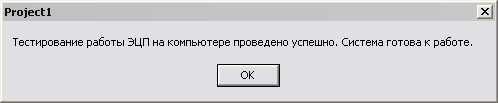 Project1
Тестирование работы ЭЦП на компьютере проведено успешно. Система готова к работе.
OK